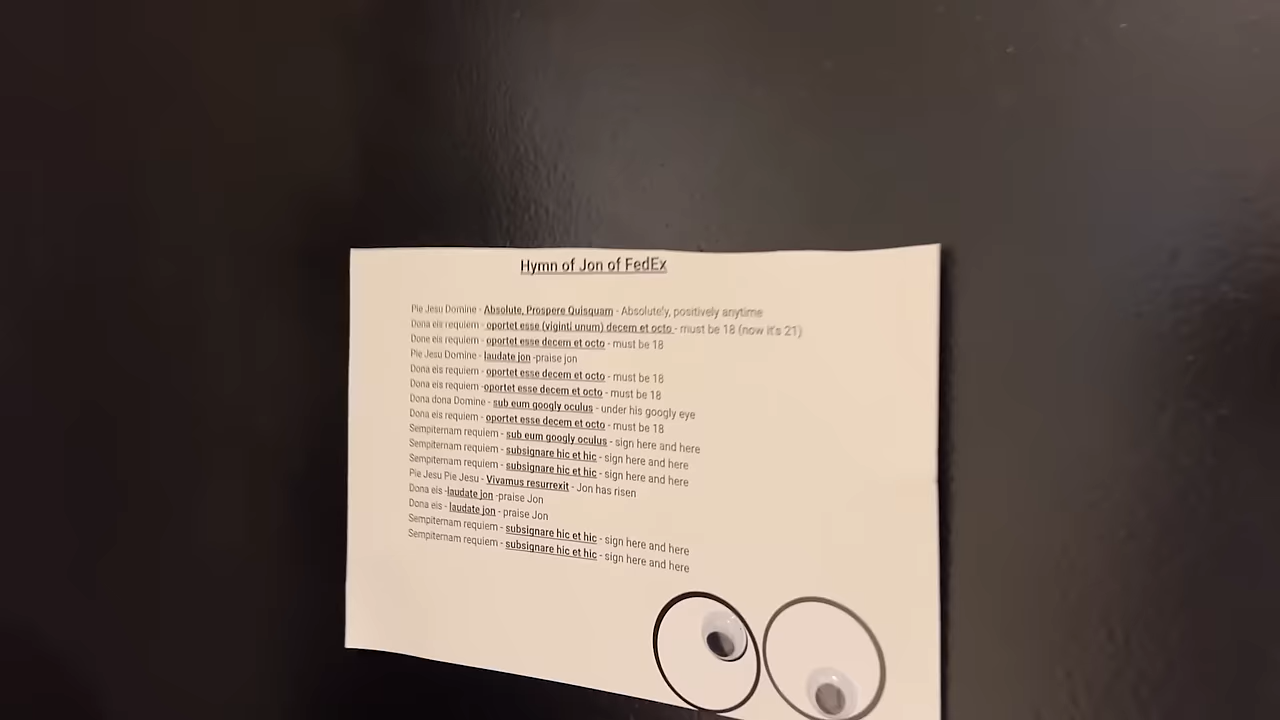 Hymn of Jon of FedEx
Pie Jesu Domine - Absolute, Prospere Quisquam - Absolutely, positively anytime
Dona eis requiem - oportet esse (viginti unum) decem et octo - must be 18 (now it's 21)
Done eis requiem - oportet esse decem et octo - must be 18
Pie Jesu Domine - laudate jon -praise jon
Dona eis requiem - oportet esse decem et octo - must be 18
Dona eis requiem -oportet esse decem et octo - must be 18
Dona dona Domine - sub eum googly oculus - under his googly eye
Dona eis requiem - oportet esse decem et octo - must be 18
Sempiternam requiem - sub eum googly oculus - sign here and here
Sempiternam requiem - subsignare hic et hic - sign here and here
Sempiternam requiem - subsignare hic et hic - sign here and here
Pie Jesu Pie Jesu - Vivamus resurrexit - Jon has risen
Dona eis -laudate jon -praise Jon
Dona eis - laudate jon - praise Jon
Sempiternam requiem - subsignare hic et hic - sign here and here
Sempiternam requiem - subsignare hic et hic - sign here and here